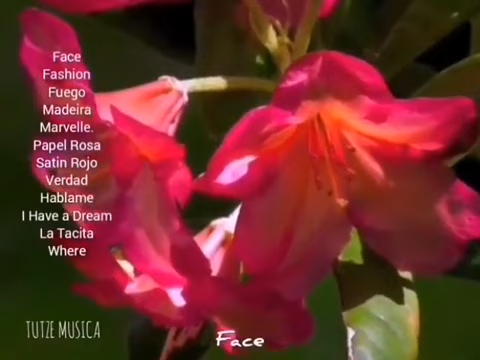 Face
Fashion
Fuego
Madeira
Marvelle.
Papel Rosa
Satin Rojo
Verdad
Hablame
I Have a Dream
La Tacita
Where
TUTZE MUSICA
Face